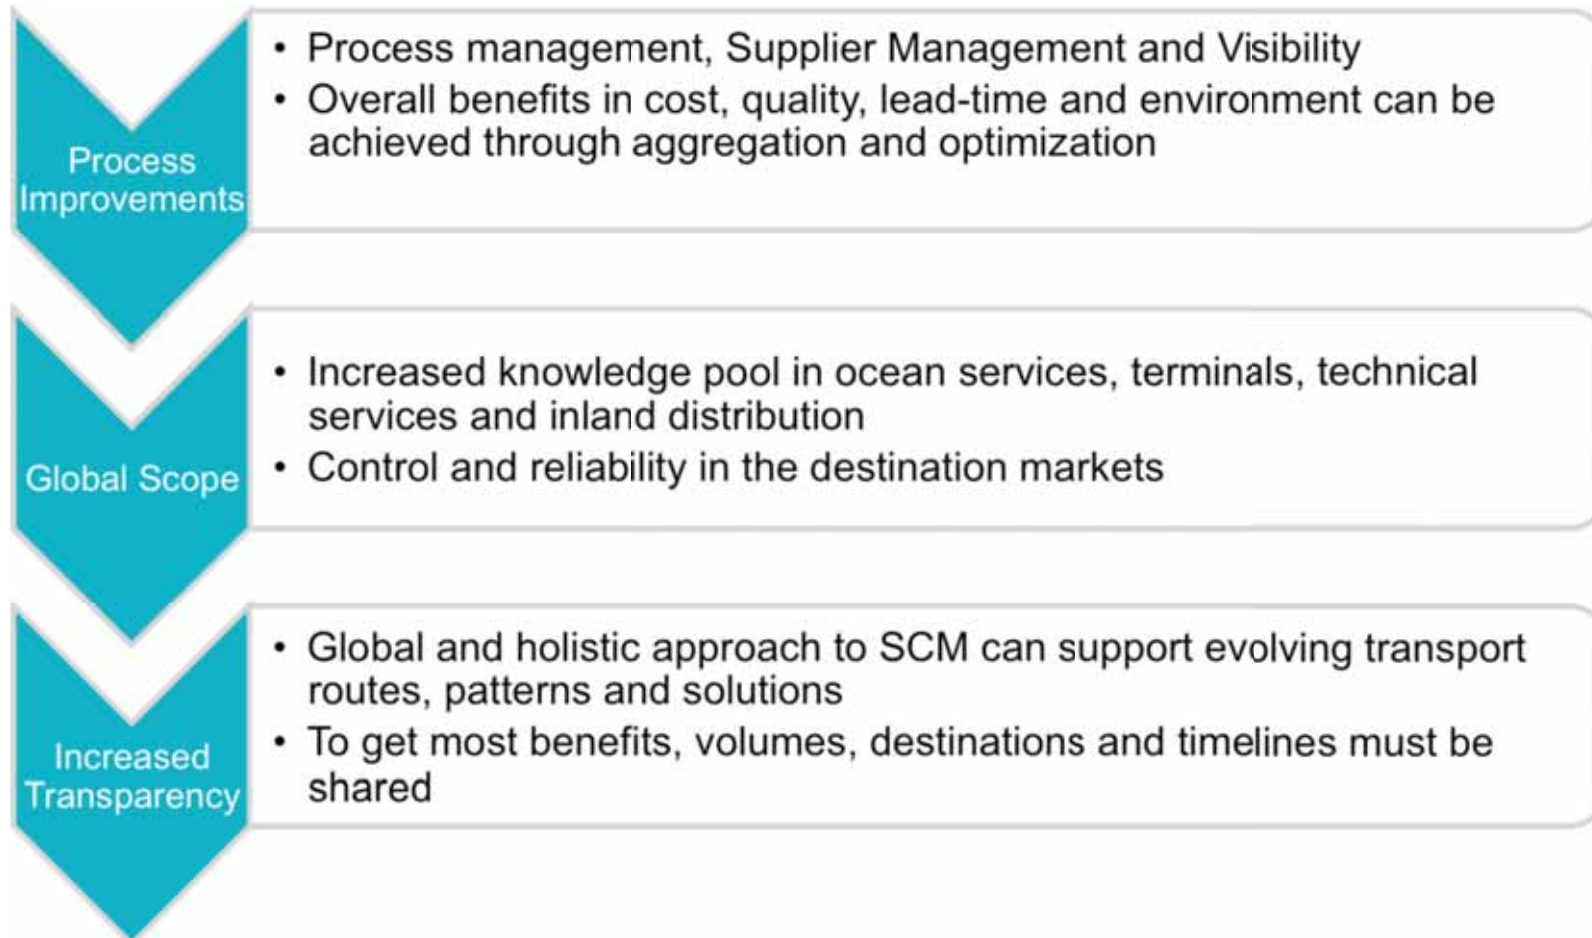 Process
Improvements
• Process management, Supplier Management and Visibility
• Overall benefits in cost, quality, lead-time and environment can be
achieved through aggregation and optimization
Global Scope
• Increased knowledge pool in ocean services, terminals, technical
services and inland distribution
• Control and reliability in the destination markets
Increased
Transparency
• Global and holistic approach to SCM can support evolving transport
routes, patterns and solutions
• To get most benefits, volumes, destinations and timelines must be
shared